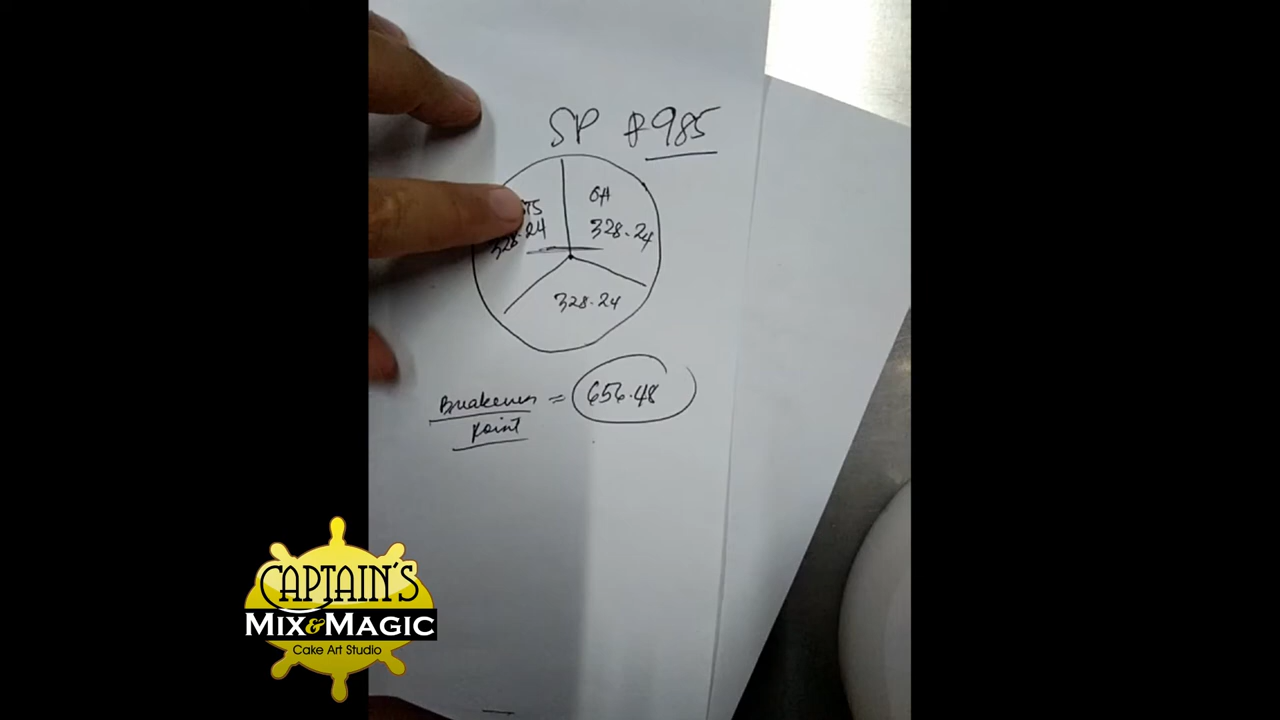 SP ₱985
OH
328.24
328.24
328.24
Breakeven = 656.48
Point
CAPTAIN'S
MIX & MAGIC
Cake Art Studio